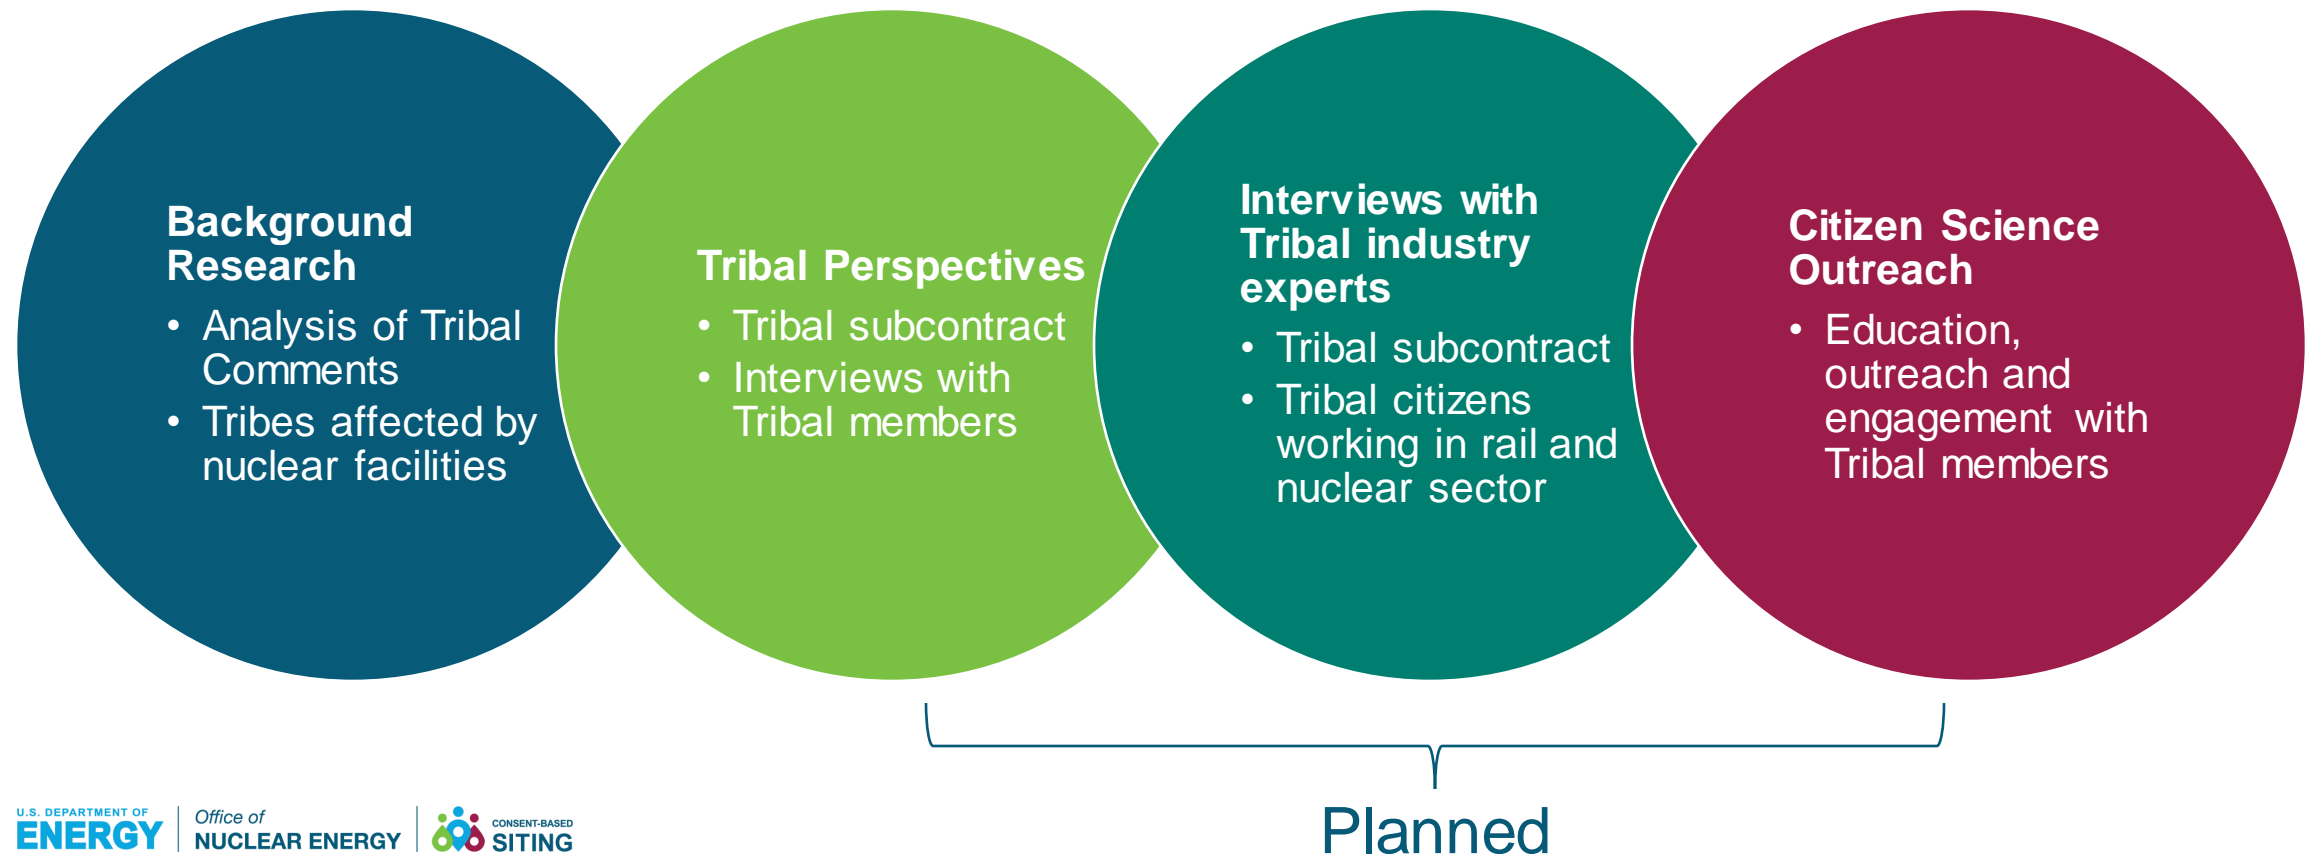 Background
Research
• Analysis of Tribal
Comments
• Tribes affected by
nuclear facilities
Tribal Perspectives
• Tribal subcontract
• Interviews with
Tribal members
Interviews with
Tribal industry
experts
• Tribal subcontract
• Tribal citizens
working in rail and
nuclear sector
Citizen Science
Outreach
• Education,
outreach and
engagement with
Tribal members
Planned
U.S. DEPARTMENT OF
ENERGY
Office of
NUCLEAR ENERGY
CONSENT-BASED
SITING